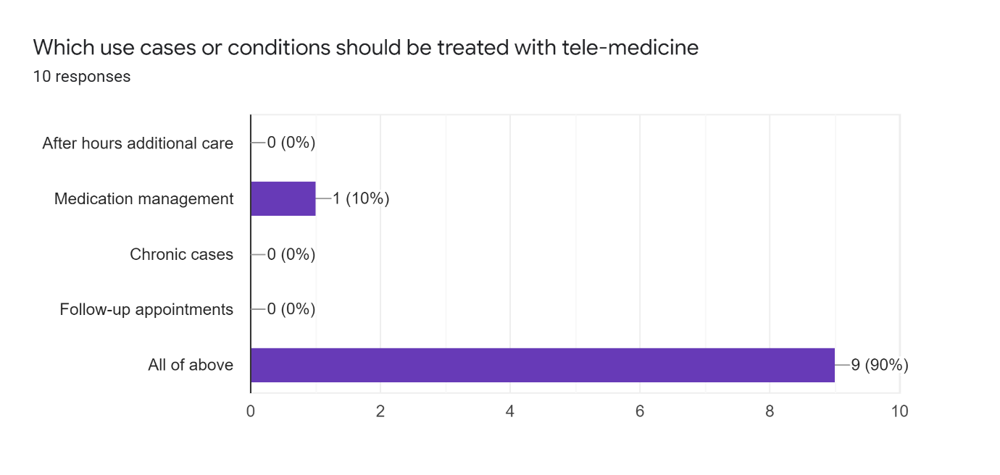 Which use cases or conditions should be treated with tele-medicine
10 responses
After hours additional care 0 (0%)
Medication management 1 (10%)
Chronic cases 0 (0%)
Follow-up appointments 0 (0%)
All of above 9 (90%)
0 2 4 6 8 10